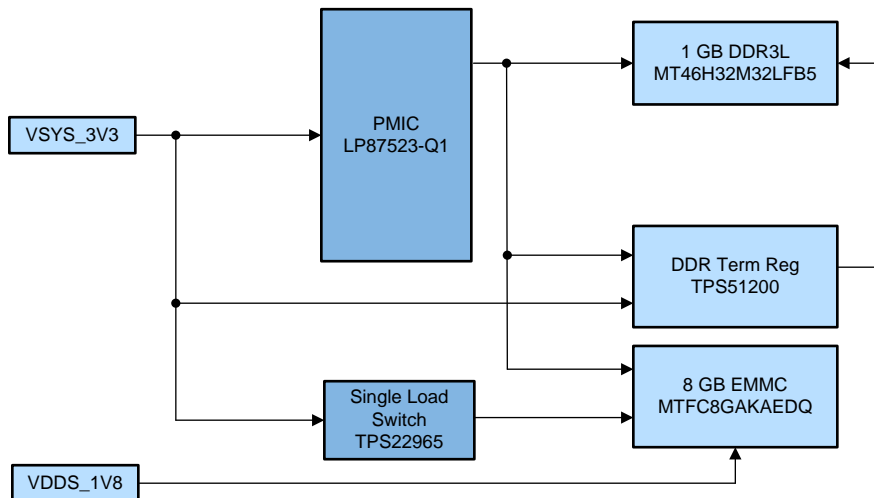 1 GB DDR3L
MT46H32M32LFB5
PMIC
LP87523-Q1
VSYS_3V3
DDR Term Reg
TPS51200
8 GB EMMC
MTFC8GAKAEDQ
Single Load
Switch
TPS22965
VDDS_1V8